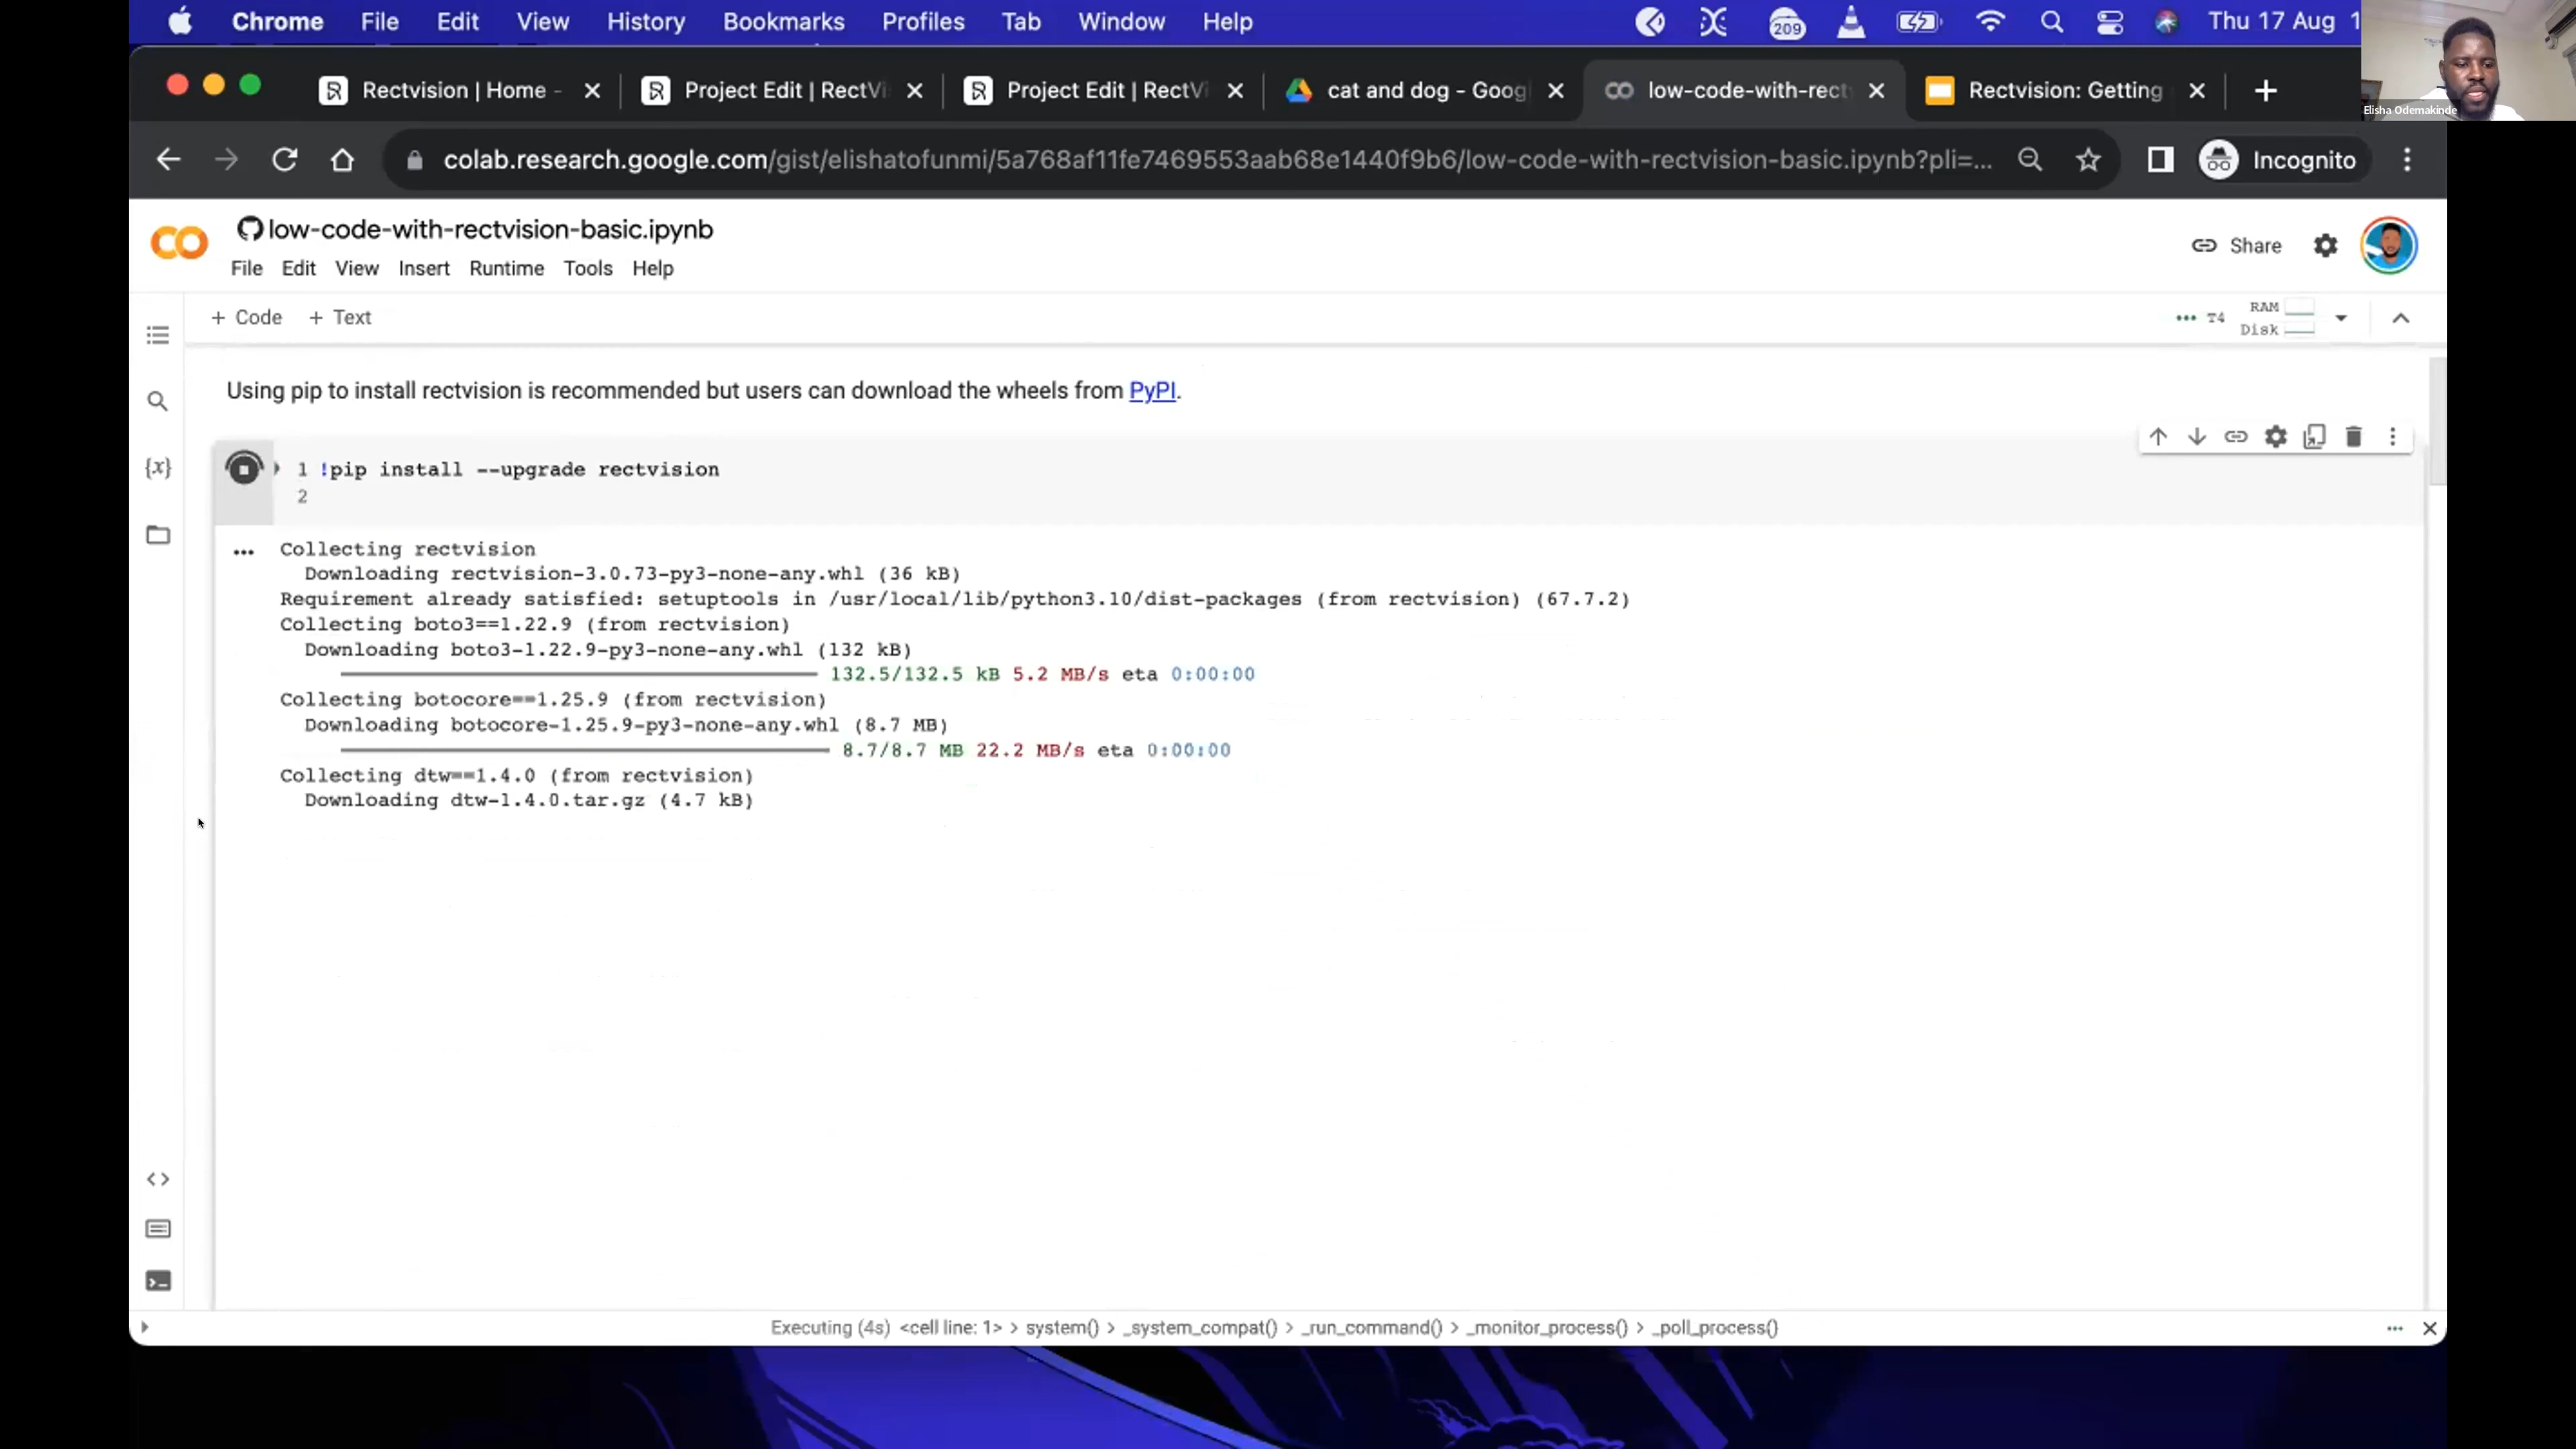 Chrome File Edit View History Bookmarks Profiles Tab Window Help 209 Thu 17 Aug 1
Elisha Odemakinde
Rectvision | Home - Project Edit | RectVi Project Edit | RectVi cat and dog - Goog low-code-with-rect Rectvision: Getting
colab.research.google.com/gist/elishatofunmi/5a768af11fe7469553aab68e1440f9b6/low-code-with-rectvision-basic.ipynb?pli=... Incognito
CO low-code-with-rectvision-basic.ipynb
File Edit View Insert Runtime Tools Help Share
+ Code + Text T4 RAM
Disk
Using pip to install rectvision is recommended but users can download the wheels from PyPI.
{x}
1 !pip install --upgrade rectvision
2
... Collecting rectvision
Downloading rectvision-3.0.73-py3-none-any.whl (36 kB)
Requirement already satisfied: setuptools in /usr/local/lib/python3.10/dist-packages (from rectvision) (67.7.2)
Collecting boto3==1.22.9 (from rectvision)
Downloading boto3-1.22.9-py3-none-any.whl (132 kB)
132.5/132.5 kB 5.2 MB/s eta 0:00:00
Collecting botocore==1.25.9 (from rectvision)
Downloading botocore-1.25.9-py3-none-any.whl (8.7 MB)
8.7/8.7 MB 22.2 MB/s eta 0:00:00
Collecting dtw==1.4.0 (from rectvision)
Downloading dtw-1.4.0.tar.gz (4.7 kB)
Executing (4s) <cell line: 1> > system() > _system_compat() > _run_command() > _monitor_process() > _poll_process()